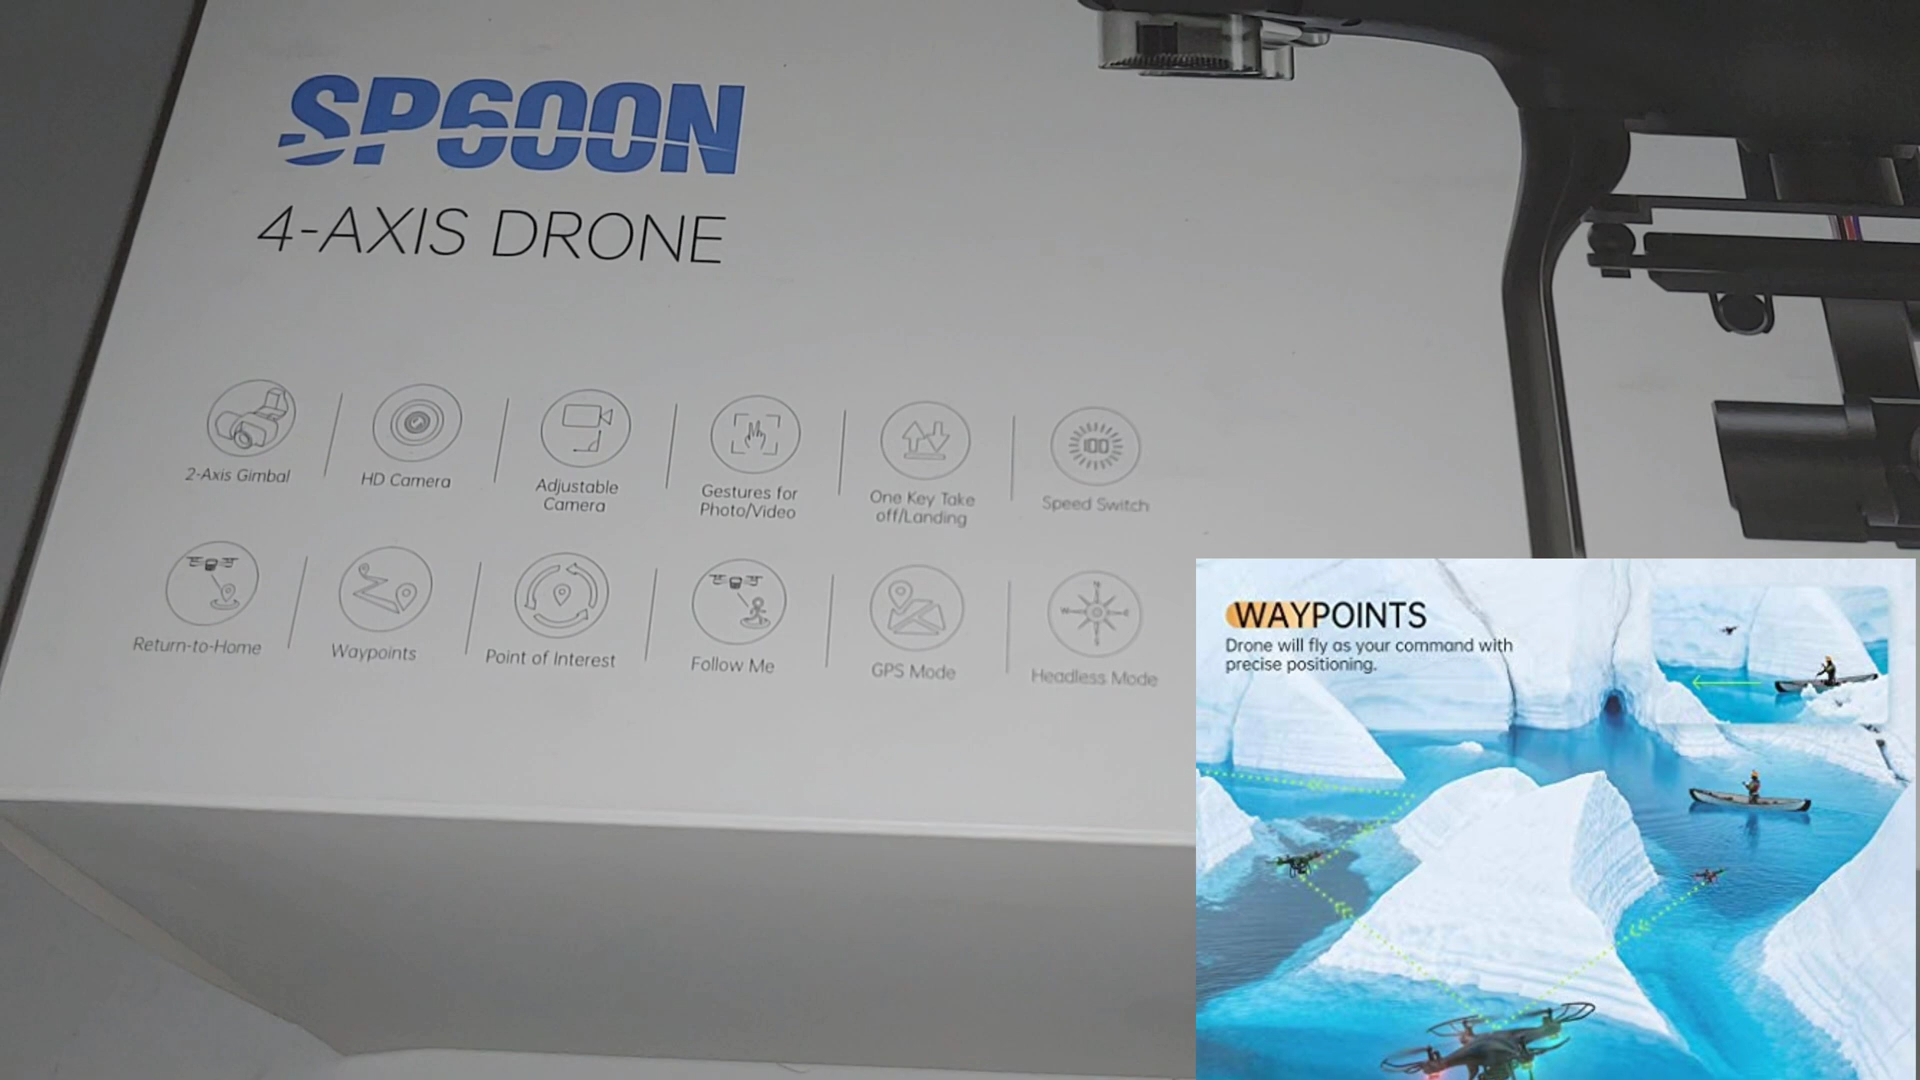 SP600N
4-AXIS DRONE
2-Axis Gimbal
HD Camera
Adjustable
Camera
Gestures for
Photo/Video
One Key Take
off/Landing
100
Speed Switch
Return-to-Home
Waypoints
Point of Interest
Follow Me
GPS Mode
N
W
E
S
Headless Mode
WAYPOINTS
Drone will fly as your command with
precise positioning.